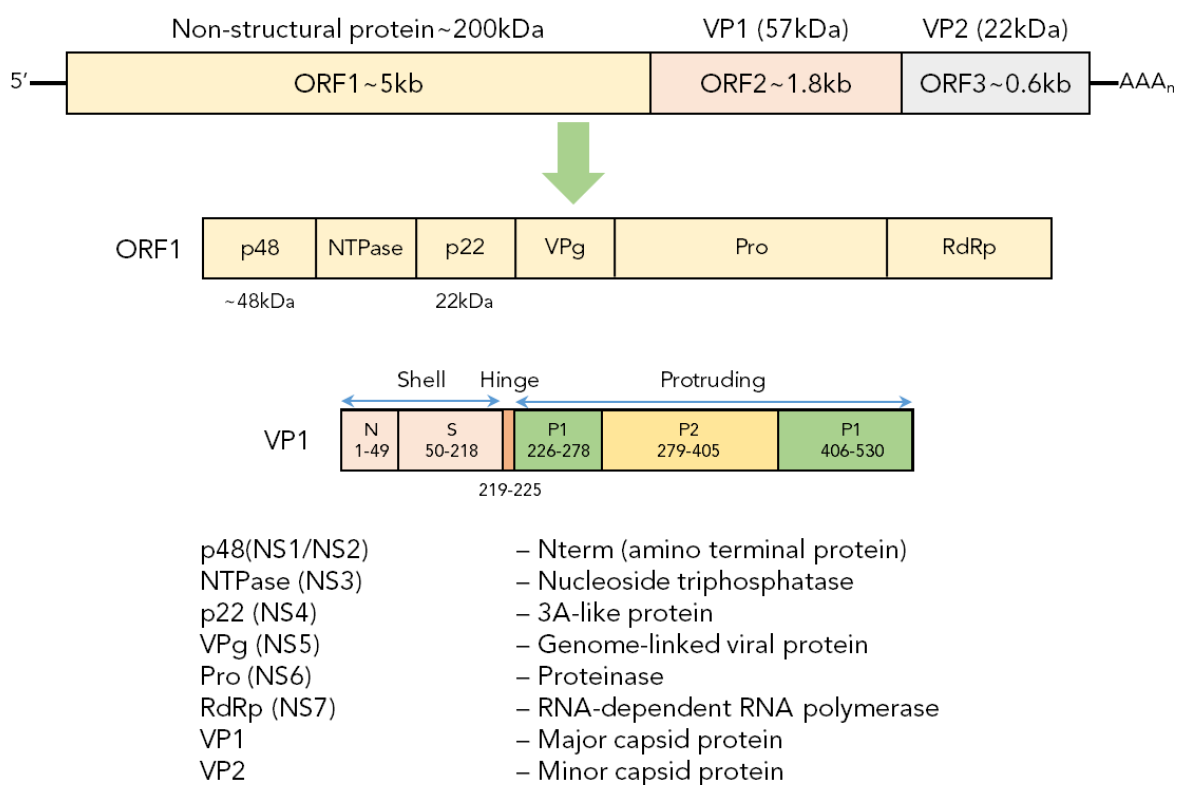 Non-structural protein~200kDa VP1 (57kDa) VP2 (22kDa)
5’ ORF1~5kb ORF2~1.8kb ORF3~0.6kb AAAn
ORF1 p48 NTPase p22 VPg Pro RdRp
~48kDa 22kDa
Shell Hinge Protruding
VP1 N S P1 P2 P1
1-49 50-218 226-278 279-405 406-530
219-225
p48(NS1/NS2) – Nterm (amino terminal protein)
NTPase (NS3) – Nucleoside triphosphatase
p22 (NS4) – 3A-like protein
VPg (NS5) – Genome-linked viral protein
Pro (NS6) – Proteinase
RdRp (NS7) – RNA-dependent RNA polymerase
VP1 – Major capsid protein
VP2 – Minor capsid protein